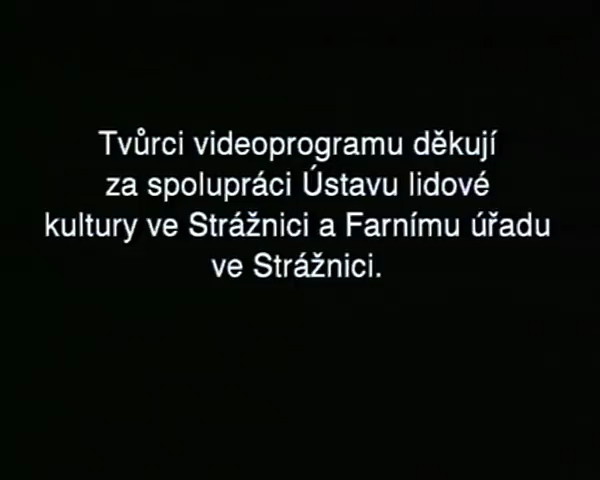 Tvůrci videoprogramu děkují
za spolupráci Ústavu lidové
kultury ve Strážnici a Farnímu úřadu
ve Strážnici.